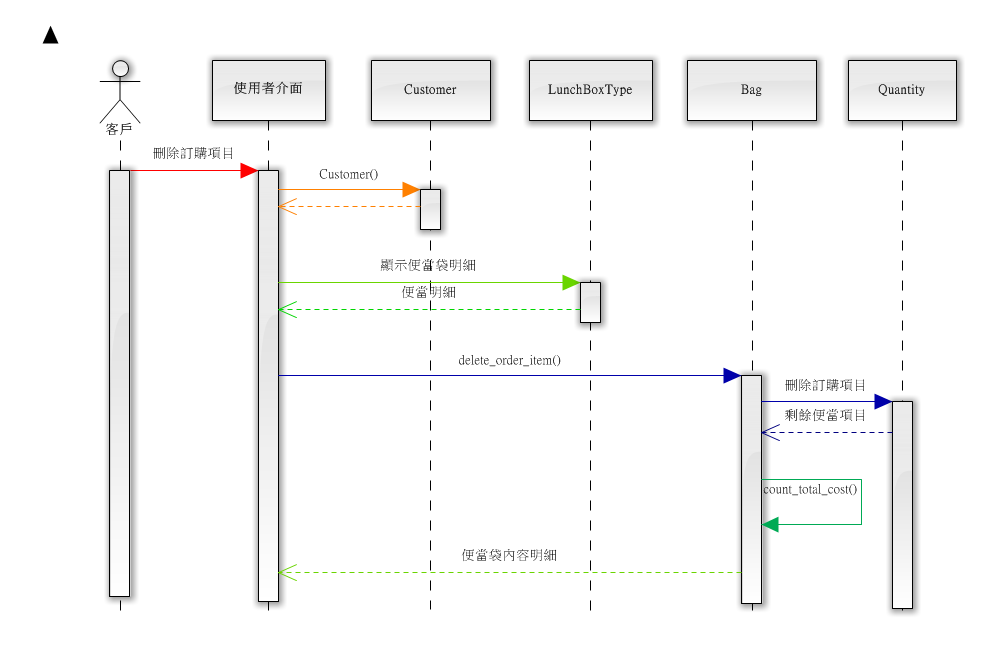 使用者介面
Customer
LunchBoxType
Bag
Quantity
客戶
刪除訂購項目
Customer()
顯示便當袋明細
便當明細
delete_order_item()
刪除訂購項目
剩餘便當項目
count_total_cost()
便當袋內容明細